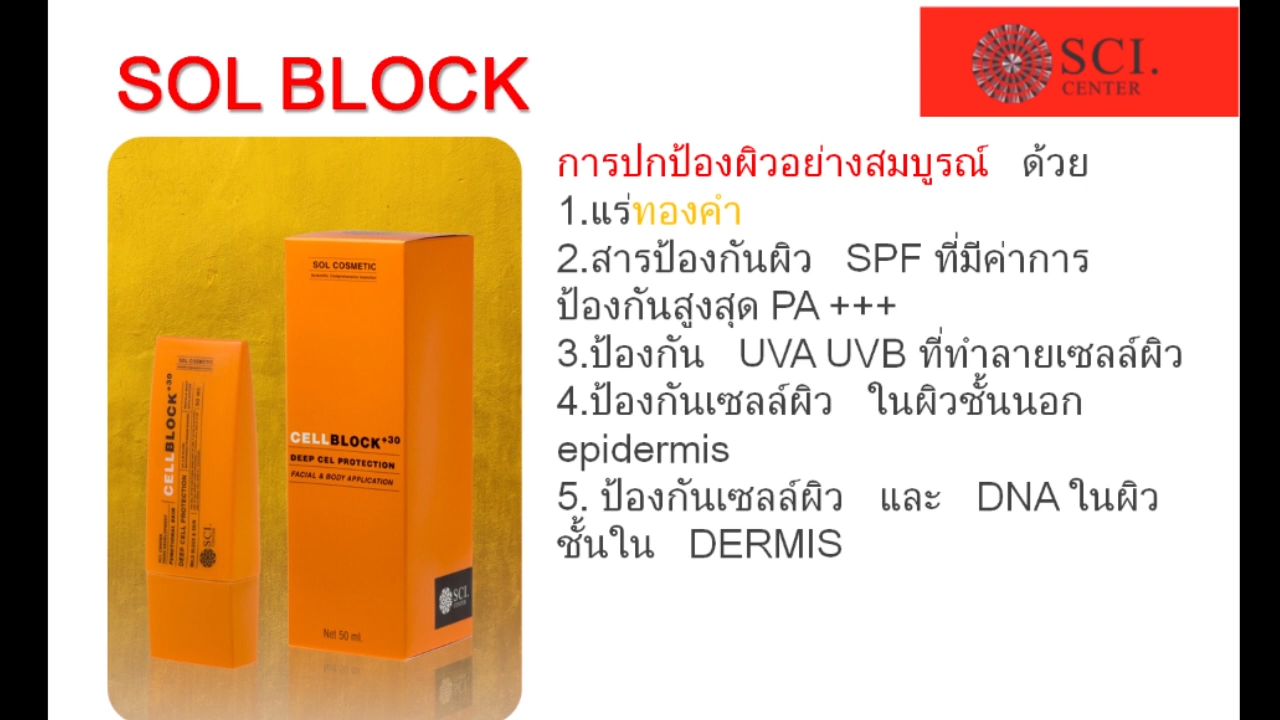 SOL BLOCK
SCI.
CENTER
การปกป้องผิวอย่างสมบูรณ์ ด้วย
1.แร่ทองคำ
2.สารป้องกันผิว SPF ที่มีค่าการ
ป้องกันสูงสุด PA +++
3.ป้องกัน UVA UVB ที่ทำลายเซลล์ผิว
4.ป้องกันเซลล์ผิว ในผิวชั้นนอก
epidermis
5. ป้องกันเซลล์ผิว และ DNA ในผิว
ชั้นใน DERMIS
SOL COSMETIC
CELLBLOCK+30
DEEP CEL PROTECTION
FACIAL & BODY APPLICATION
SCI.
CENTER
Net 50 ml.
SOL COSMETIC
CELLBLOCK+30
DEEP CEL PROTECTION
SCI.
CENTER